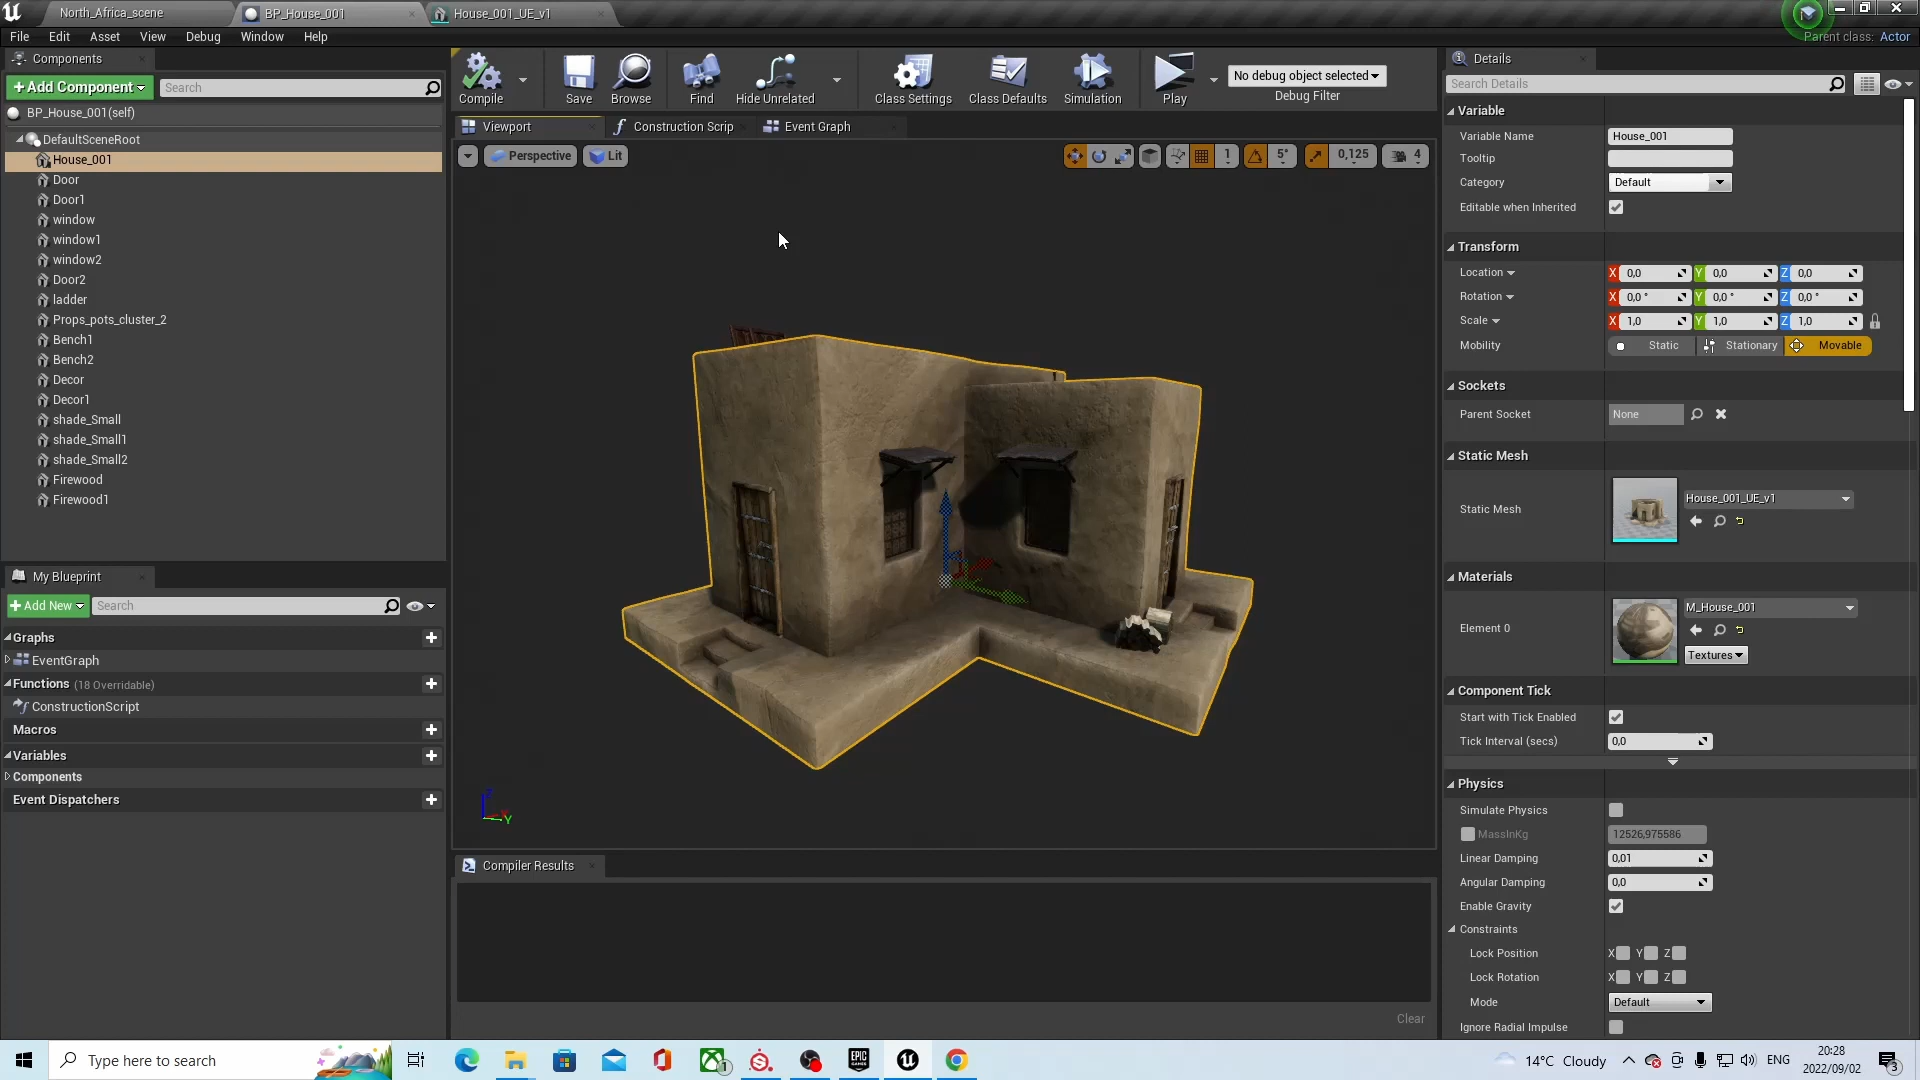 North_Africa_scene
BP_House_001
House_001_UE_v1
Parent class: Actor
File Edit Asset View Debug Window Help
Components
+Add Component
Search
BP_House_001(self)
DefaultSceneRoot
House_001
Door
Door1
window
window1
window2
Door2
ladder
Props_pots_cluster_2
Bench1
Bench2
Decor
Decor1
shade_Small
shade_Small1
shade_Small2
Firewood
Firewood1
My Blueprint
+Add New
Search
Graphs
EventGraph
Functions (18 Overridable)
ConstructionScript
Macros
Variables
Components
Event Dispatchers
Compile
Save
Browse
Find
Hide Unrelated
Class Settings
Class Defaults
Simulation
Play
No debug object selected
Debug Filter
Viewport
Construction Scrip
Event Graph
Perspective
Lit
1
5°
0,125
4
Z
Y
Compiler Results
Clear
Details
Search Details
Variable
Variable Name House_001
Tooltip
Category Default
Editable when Inherited
Transform
Location X 0,0 Y 0,0 Z 0,0
Rotation X 0,0 ° Y 0,0 ° Z 0,0 °
Scale X 1,0 Y 1,0 Z 1,0
Mobility Static Stationary Movable
Sockets
Parent Socket None
Static Mesh
Static Mesh House_001_UE_v1
Materials
Element 0 M_House_001
Textures
Component Tick
Start with Tick Enabled
Tick Interval (secs) 0,0
Physics
Simulate Physics
MassInKg 12526,975586
Linear Damping 0,01
Angular Damping 0,0
Enable Gravity
Constraints
Lock Position X Y Z
Lock Rotation X Y Z
Mode Default
Ignore Radial Impulse
Type here to search
EPIC GAMES
1
14°C Cloudy
ENG
20:28
2022/09/02
3